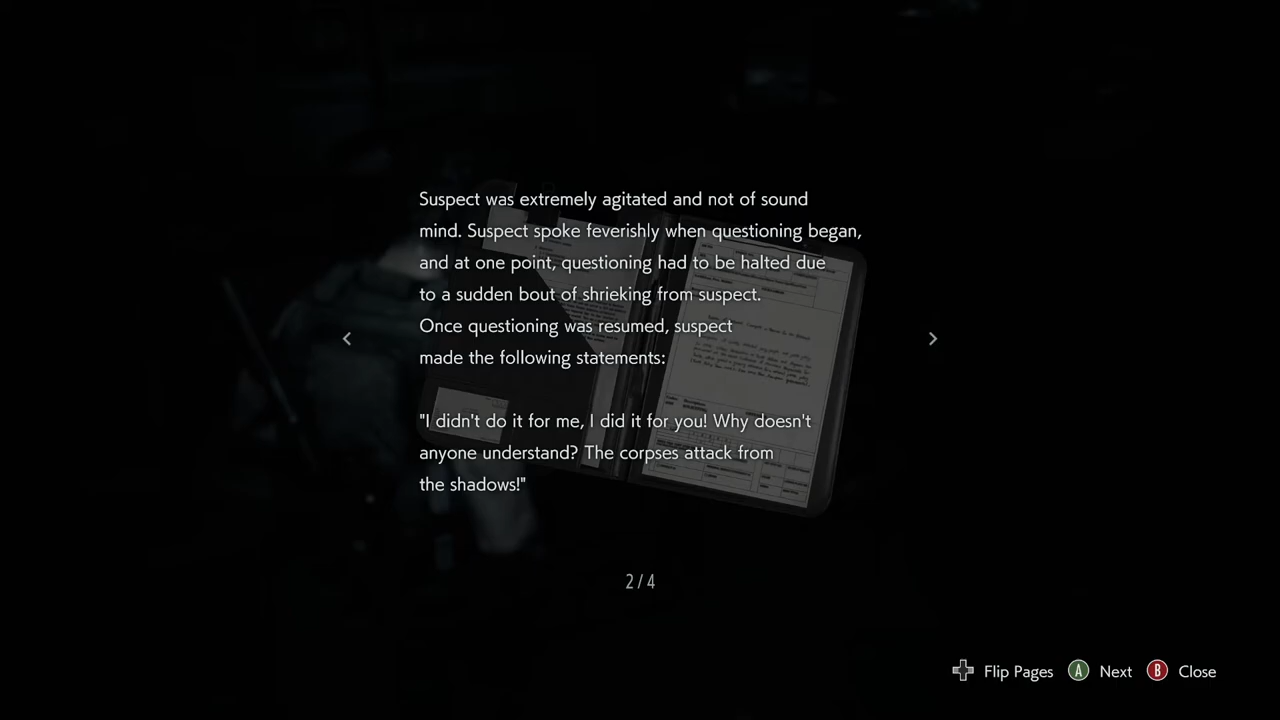 Suspect was extremely agitated and not of sound
mind. Suspect spoke feverishly when questioning began,
and at one point, questioning had to be halted due
to a sudden bout of shrieking from suspect.
Once questioning was resumed, suspect
made the following statements:
"I didn't do it for me, I did it for you! Why doesn't
anyone understand? The corpses attack from
the shadows!"
2 / 4
Flip Pages A Next B Close